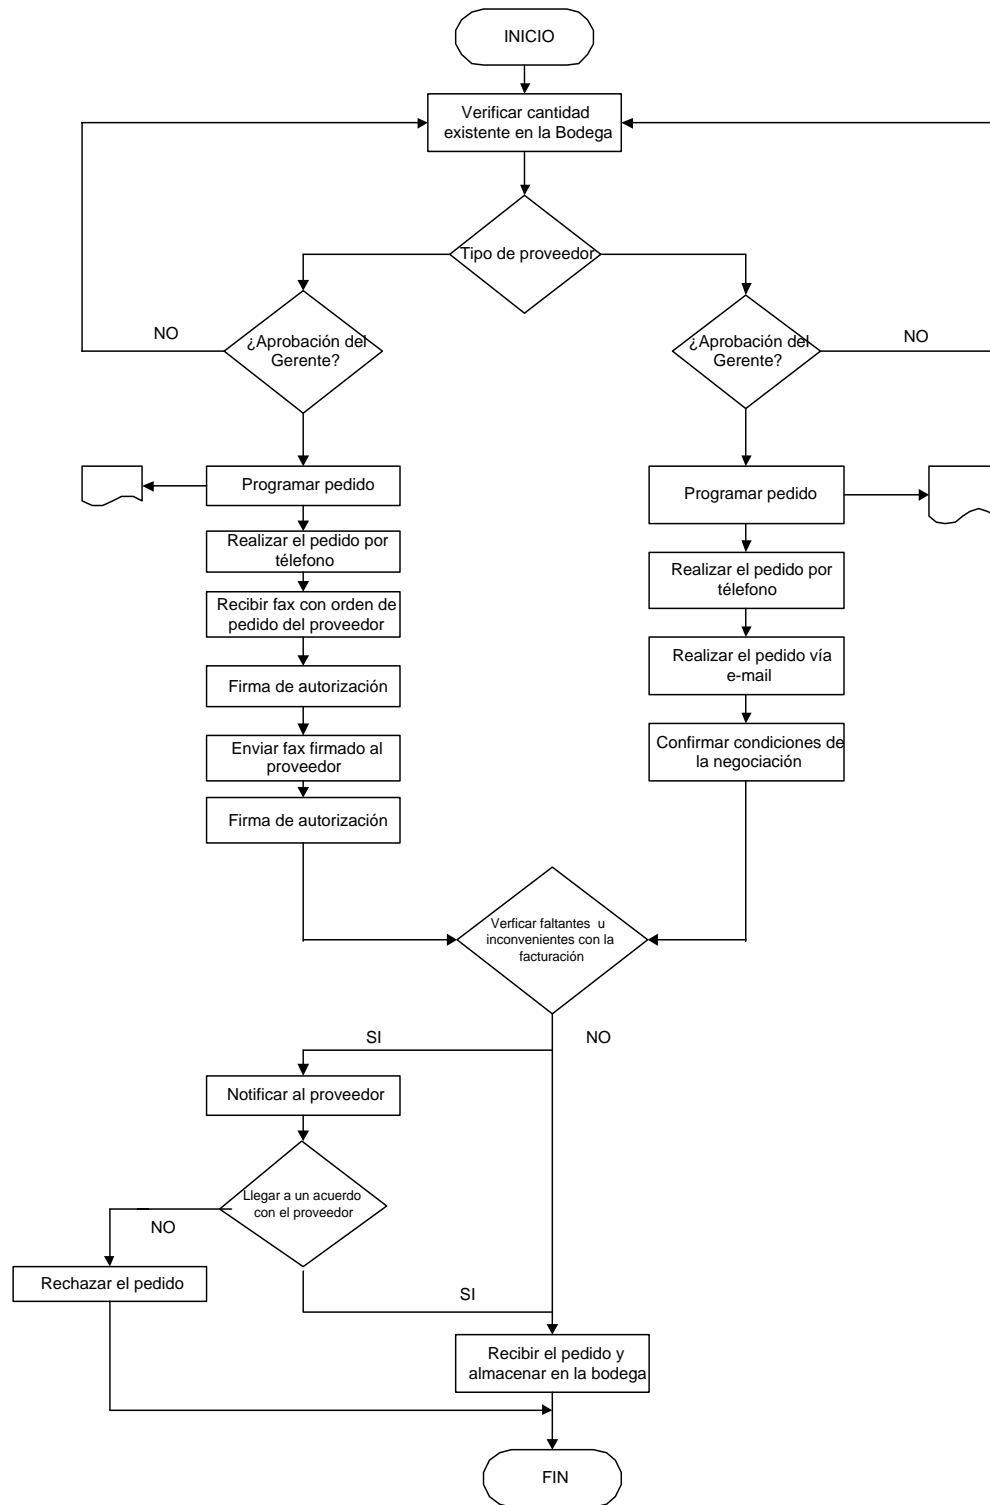 INICIO
Verificar cantidad
existente en la Bodega
Tipo de proveedor
NO
¿Aprobación del
Gerente?
¿Aprobación del
Gerente?
NO
Programar pedido
Programar pedido
Realizar el pedido por
télefono
Realizar el pedido por
télefono
Recibir fax con orden de
pedido del proveedor
Realizar el pedido vía
e-mail
Firma de autorización
Enviar fax firmado al
proveedor
Confirmar condiciones de
la negociación
Firma de autorización
Verficar faltantes u
inconvenientes con la
facturación
SI
NO
Notificar al proveedor
Llegar a un acuerdo
con el proveedor
NO
Rechazar el pedido
SI
Recibir el pedido y
almacenar en la bodega
FIN